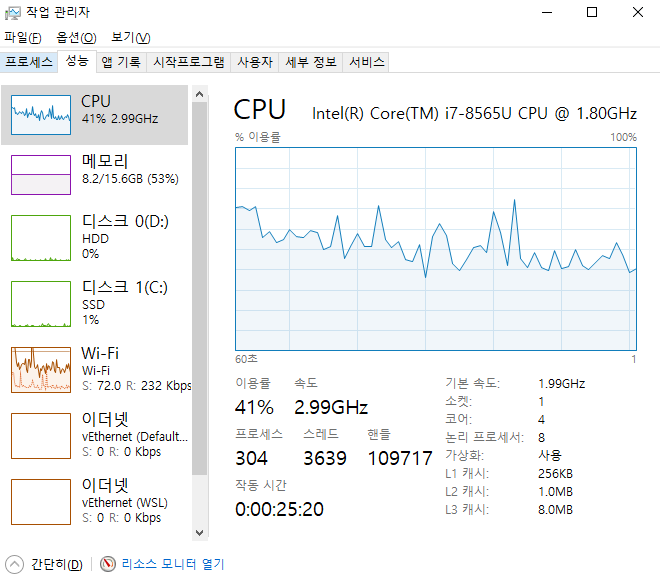 작업 관리자
파일(F) 옵션(O) 보기(V)
프로세스 성능 앱 기록 시작프로그램 사용자 세부 정보 서비스
CPU
41% 2.99GHz
메모리
8.2/15.6GB (53%)
디스크 0(D:)
HDD
0%
디스크 1(C:)
SSD
1%
Wi-Fi
Wi-Fi
S: 72.0 R: 232 Kbps
이더넷
vEthernet (Default...
S: 0 R: 0 Kbps
이더넷
vEthernet (WSL)
S: 0 R: 0 Kbps
CPU Intel(R) Core(TM) i7-8565U CPU @ 1.80GHz
% 이용률 100%
60초 1
이용률 속도
41% 2.99GHz
프로세스 스레드 핸들
304 3639 109717
작동 시간
0:00:25:20
기본 속도: 1.99GHz
소켓: 1
코어: 4
논리 프로세서: 8
가상화: 사용
L1 캐시: 256KB
L2 캐시: 1.0MB
L3 캐시: 8.0MB
간단히(D) 리소스 모니터 열기